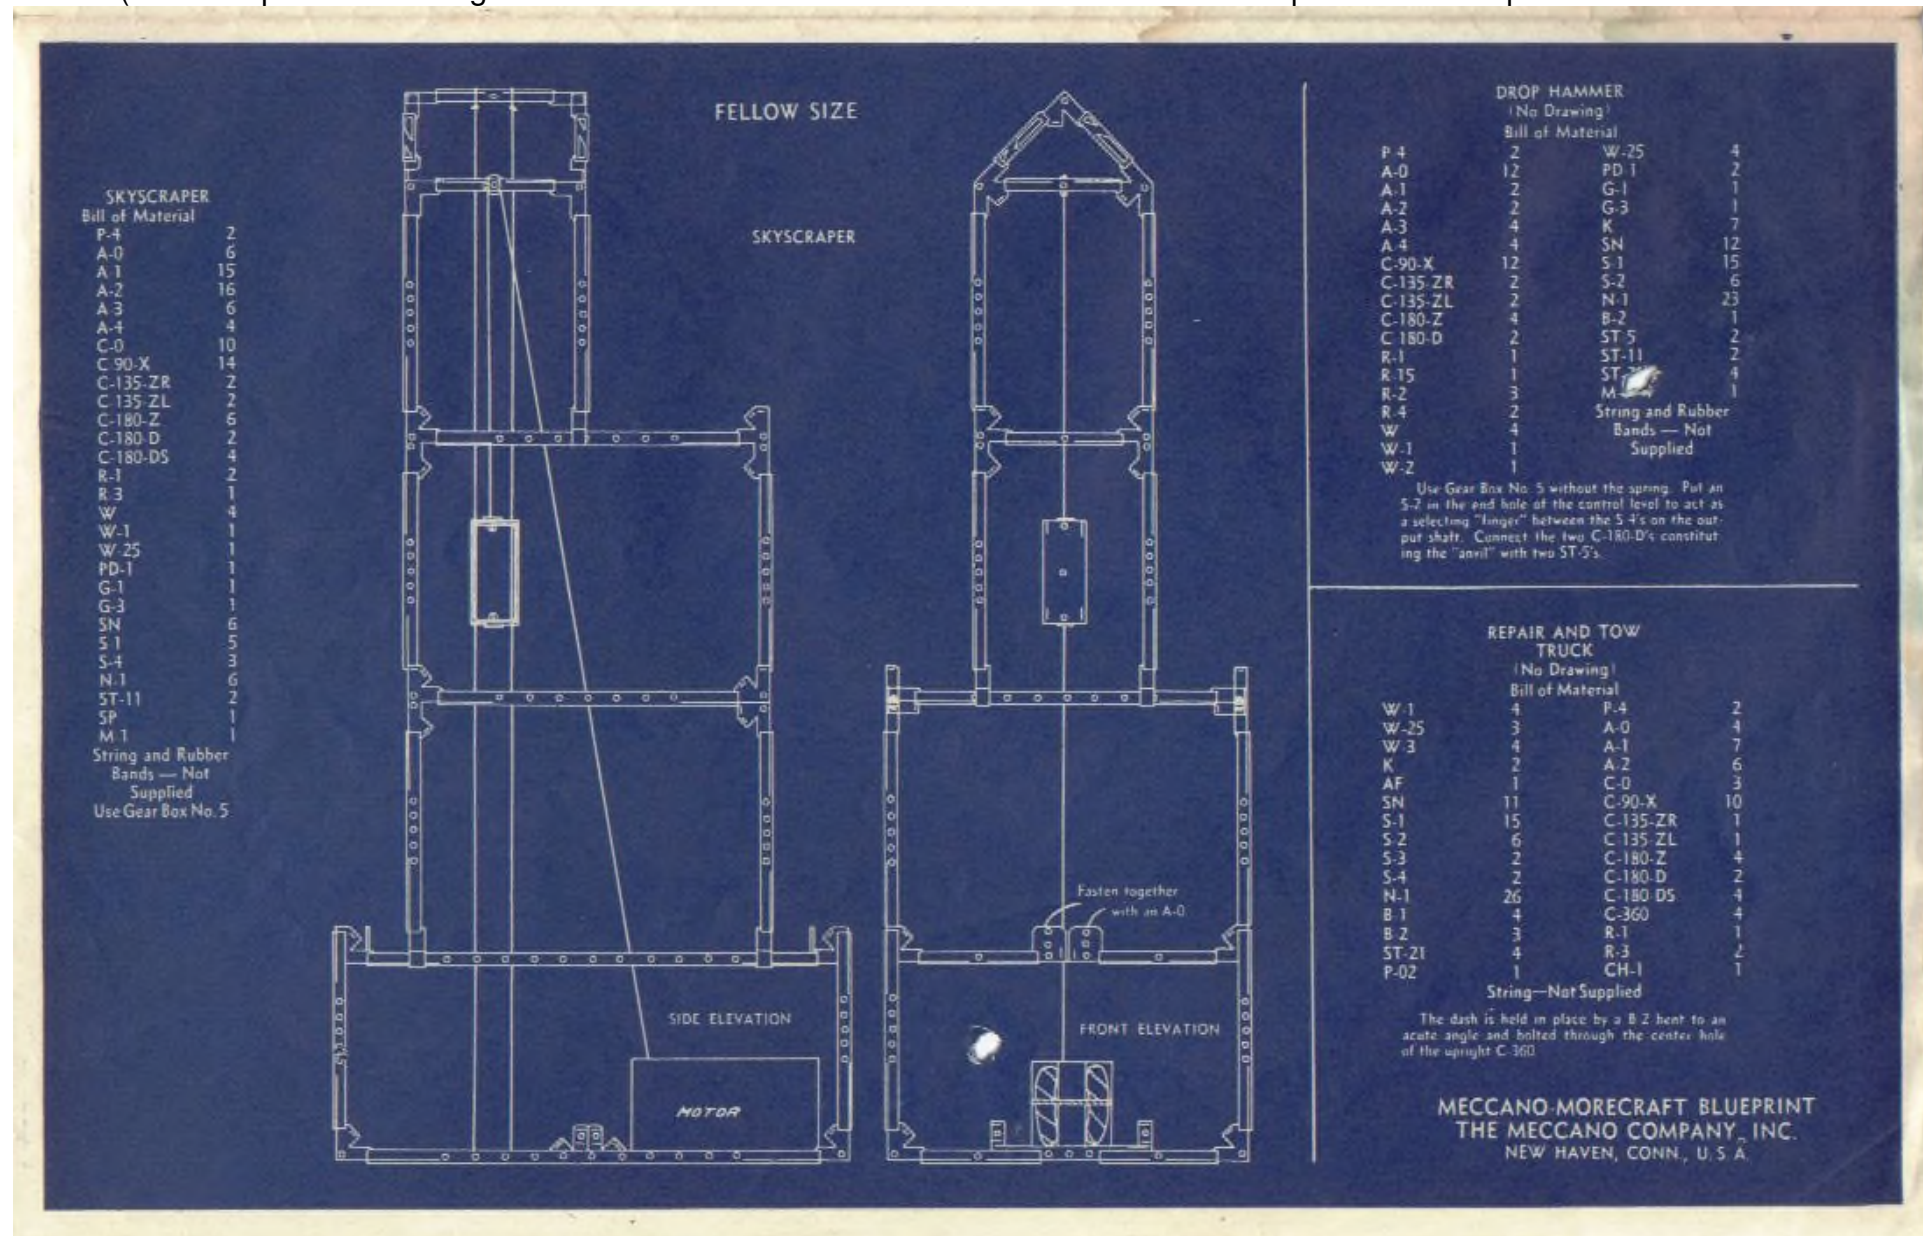 FELLOW SIZE
SKYSCRAPER
SKYSCRAPER
Bill of Material
P-4 2
A-0 6
A-1 15
A-2 16
A-3 6
A-4 4
C-0 10
C-90-X 14
C-135-ZR 2
C-135-ZL 2
C-180-Z 6
C-180-D 2
C-180-DS 4
R-1 2
R-3 1
W 4
W-1 1
W-25 1
PD-1 1
G-1 1
G-3 1
SN 6
S-1 5
S-4 3
N-1 6
ST-11 2
SP 1
M-1 1
String and Rubber
Bands — Not
Supplied
Use Gear Box No. 5
Fasten together
with an A-0
SIDE ELEVATION
MOTOR
FRONT ELEVATION
DROP HAMMER
(No Drawing)
Bill of Material
P-4 2 W-25 4
A-0 12 PD-1 2
A-1 2 G-1 1
A-2 2 G-3 1
A-3 4 K 7
A-4 4 SN 12
C-90-X 12 S-1 15
C-135-ZR 2 S-2 6
C-135-ZL 2 N-1 23
C-180-Z 4 B-2 1
C-180-D 2 ST-5 2
R-1 1 ST-11 2
R-15 1 4
R-2 3 1
R-4 2 String and Rubber
W 4 Bands — Not
W-1 1 Supplied
W-2 1
Use Gear Box No. 5 without the spring. Put an
S-2 in the end hole of the control level to act as
a selecting "finger" between the S-4's on the out-
put shaft. Connect the two C-180-D's constitut
ing the "anvil" with two ST-5's.
REPAIR AND TOW
TRUCK
(No Drawing)
Bill of Material
W-1 4 P-4 2
W-25 3 A-0 4
W-3 4 A-1 7
K 2 A-2 6
AF 1 C-0 3
SN 11 C-90-X 10
S-1 15 C-135-ZR 1
S-2 6 C-135-ZL 1
S-3 2 C-180-Z 4
S-4 2 C-180-D 2
N-1 26 C-180-DS 4
B-1 4 C-360 4
B-2 3 R-1 1
ST-21 4 R-3 2
P-02 1 CH-1 1
String—Not Supplied
The dash is held in place by a B-2 bent to an
acute angle and bolted through the center hole
of the upright C-360
MECCANO-MORECRAFT BLUEPRINT
THE MECCANO COMPANY, INC.
NEW HAVEN, CONN., U.S.A.